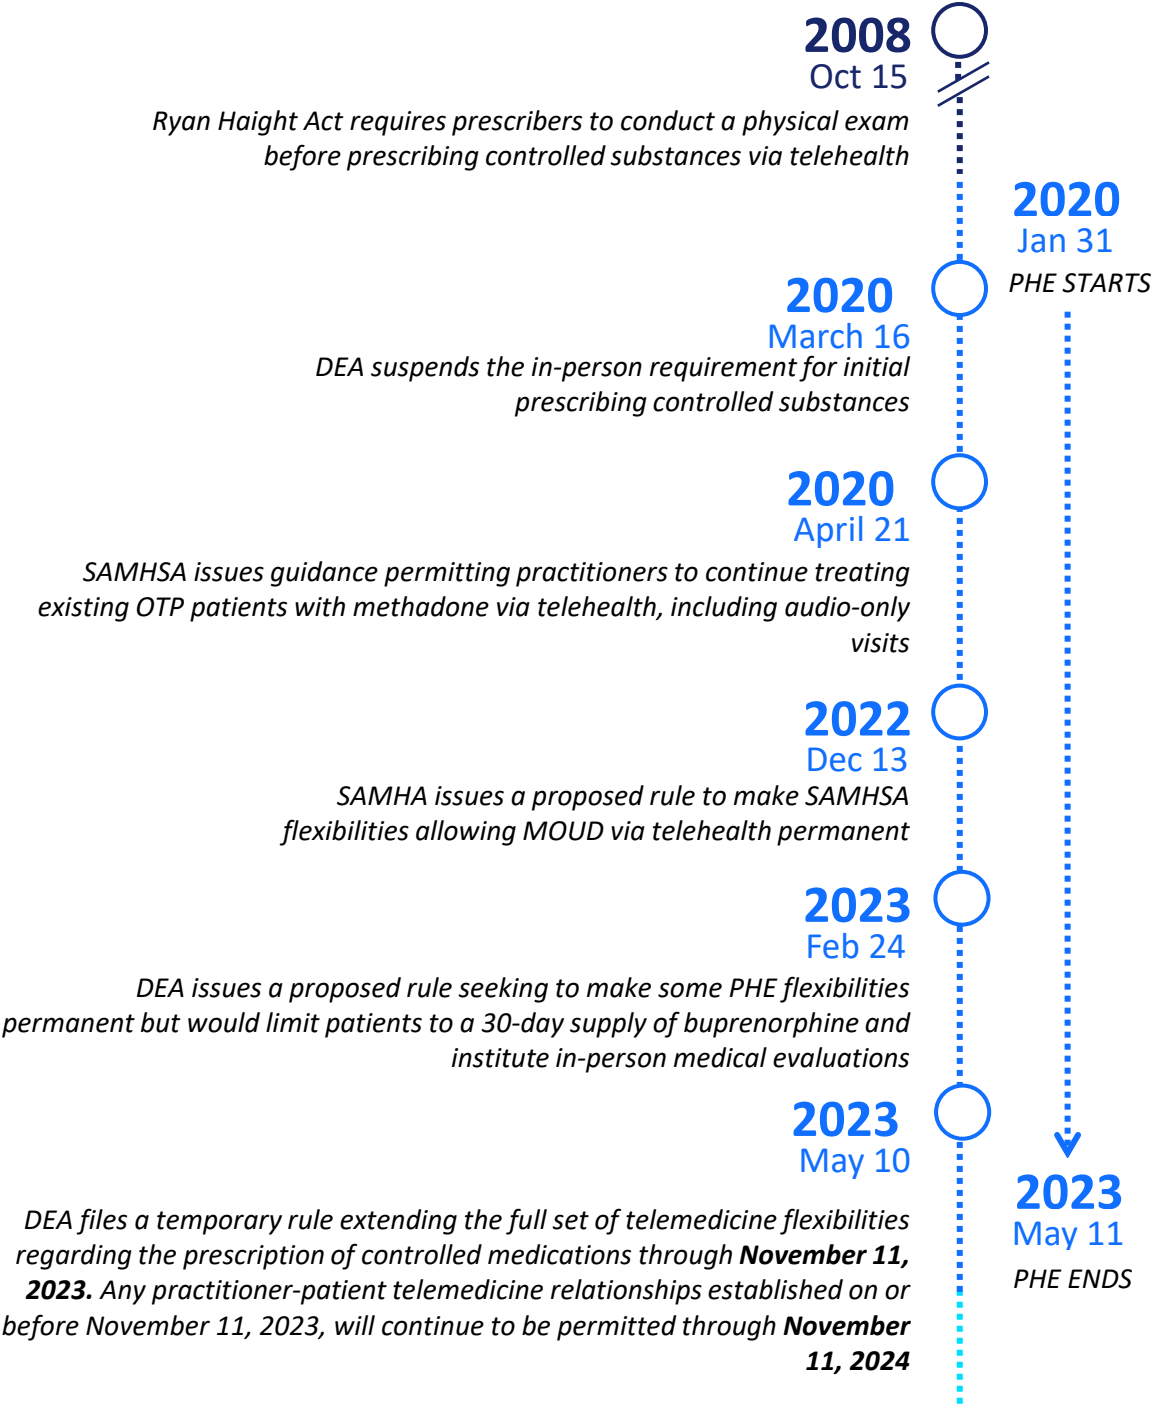 2008
Oct 15
Ryan Haight Act requires prescribers to conduct a physical exam
before prescribing controlled substances via telehealth
2020
Jan 31
PHE STARTS
2020
March 16
DEA suspends the in-person requirement for initial
prescribing controlled substances
2020
April 21
SAMHSA issues guidance permitting practitioners to continue treating
existing OTP patients with methadone via telehealth, including audio-only
visits
2022
Dec 13
SAMHA issues a proposed rule to make SAMHSA
flexibilities allowing MOUD via telehealth permanent
2023
Feb 24
DEA issues a proposed rule seeking to make some PHE flexibilities
permanent but would limit patients to a 30-day supply of buprenorphine and
institute in-person medical evaluations
2023
May 10
DEA files a temporary rule extending the full set of telemedicine flexibilities
regarding the prescription of controlled medications through November 11,
2023. Any practitioner-patient telemedicine relationships established on or
before November 11, 2023, will continue to be permitted through November
11, 2024
2023
May 11
PHE ENDS